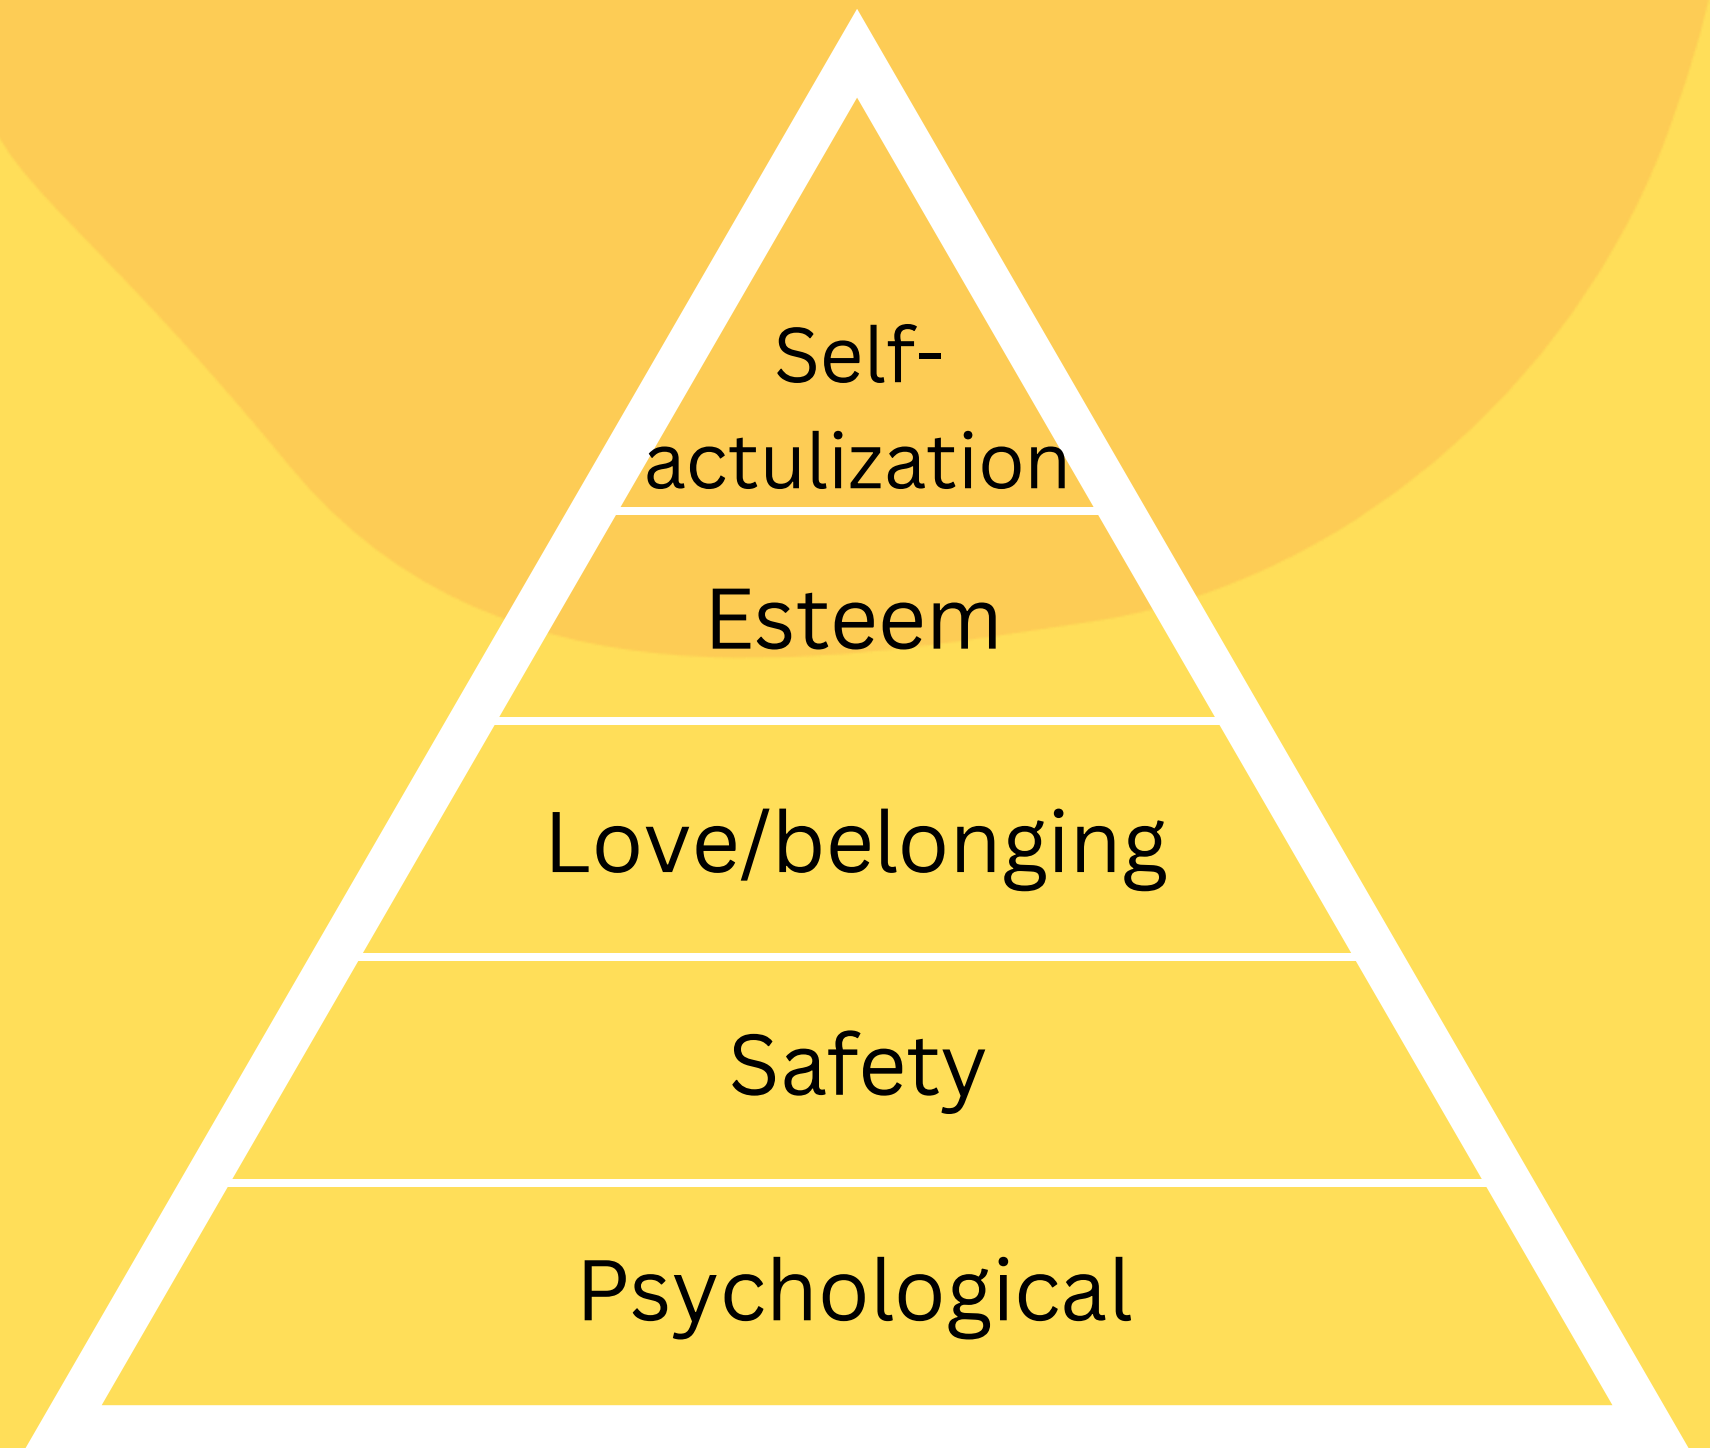 Self-
actulization
Esteem
Love/belonging
Safety
Psychological